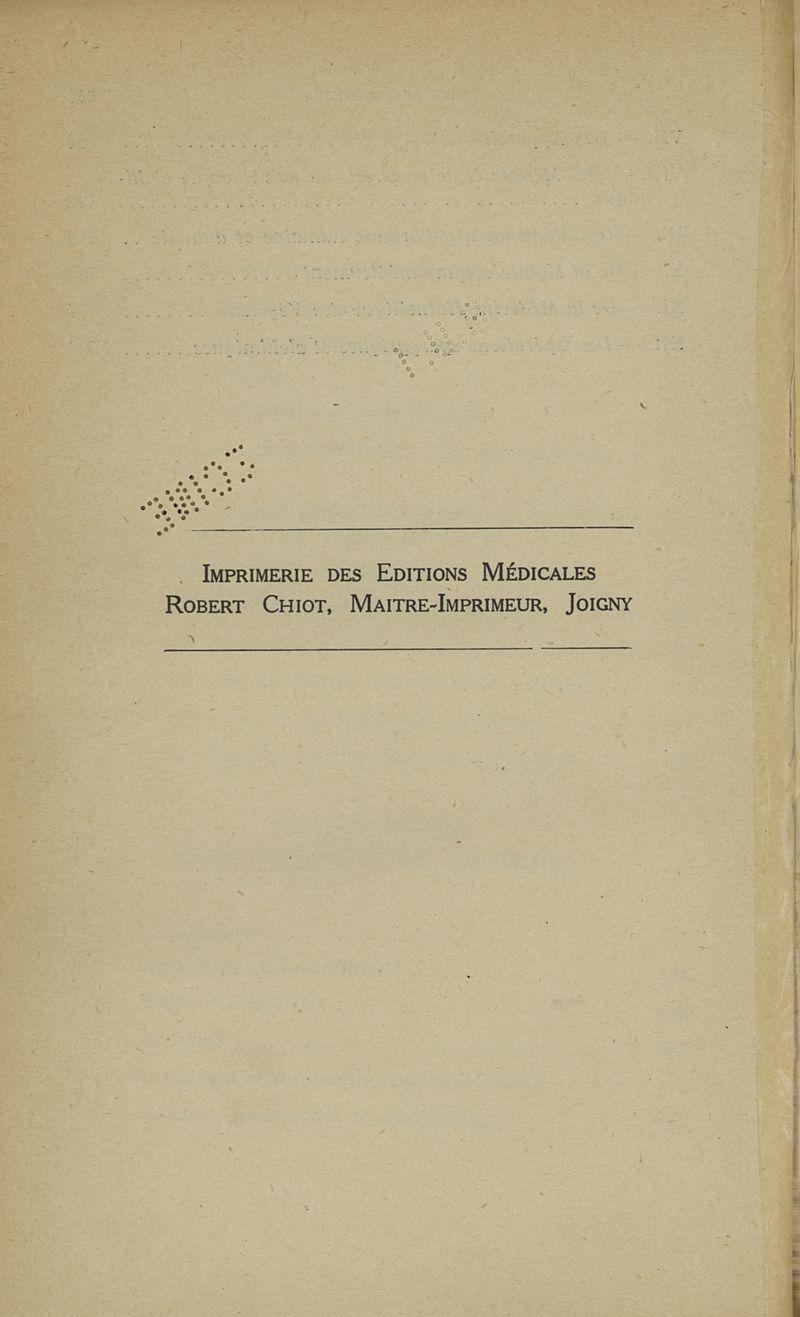 Imprimerie des Editions Médicales
Robert Chiot, Maitre-Imprimeur, Joigny